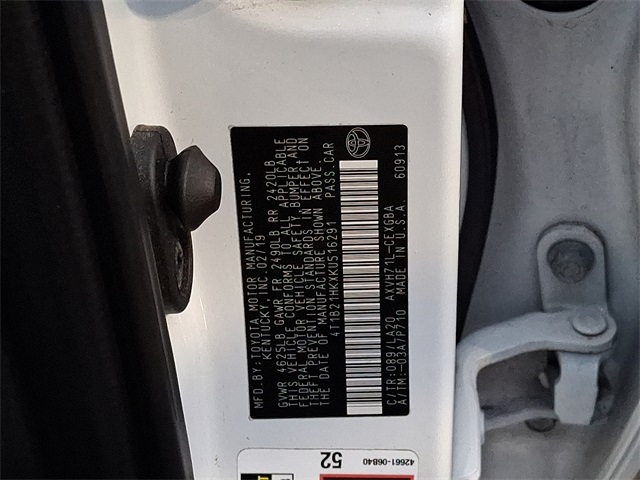 MFD. BY:TOYOTA MOTOR MANUFACTURING,
KENTUCKY, INC. 02/19
GVWR 4625LB GAWR FR 2490LB RR 2420LB
THIS VEHICLE CONFORMS TO ALL APPLICABLE
FEDERAL MOTOR VEHICLE SAFETY BUMPER AND
THEFT PREVENTION STANDARDS IN EFFECT ON
THE DATE OF MANUFACTURE SHOWN ABOVE.
4T1B21HKXKU516291 PASS.CAR
C/TR:089/LA20 AXVH71L-CEXGBA
A/TM:-03A/P710 MADE IN U.S.A. 60913
52
42661-06B40